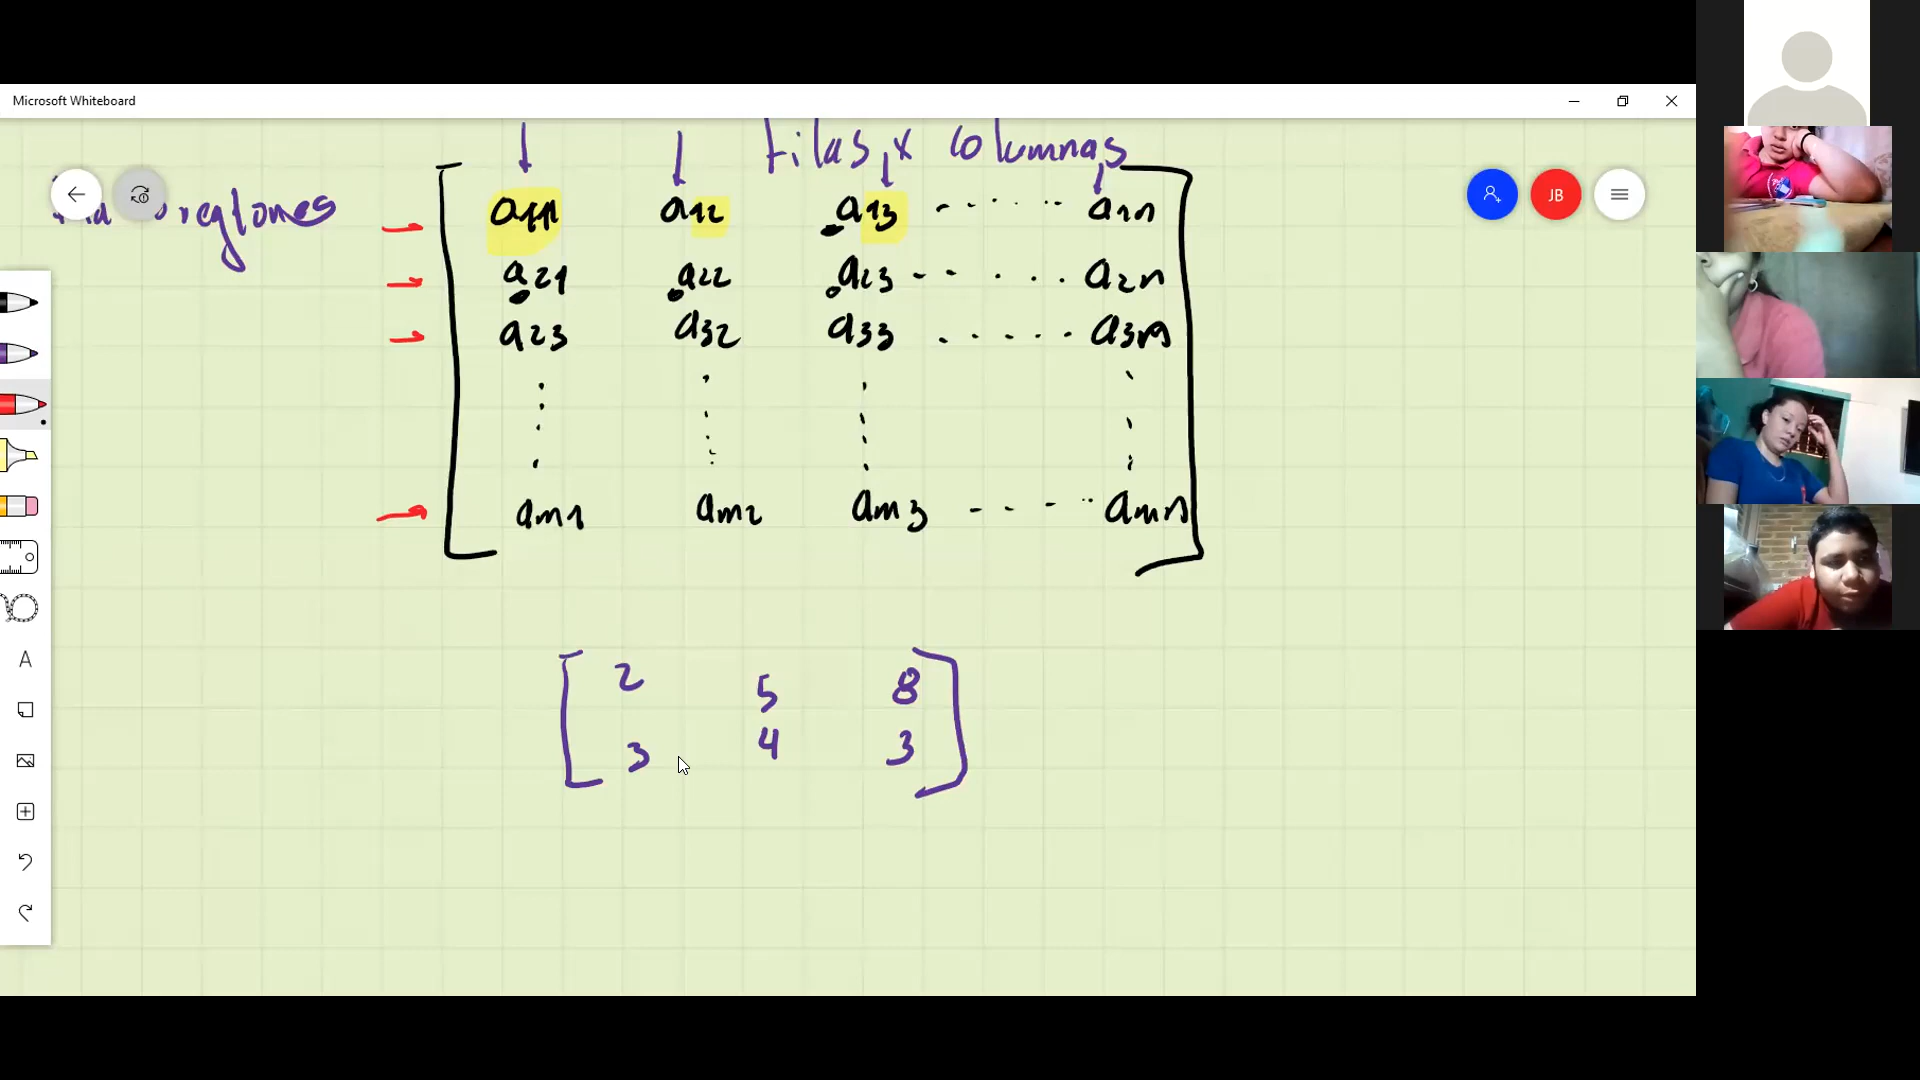 Microsoft Whiteboard
filas x columnas
reglones
a11 a12 a13 ------ a1n
a21 a22 a23 -- ... a2n
a23 a32 a33 ...... a3n
am1 am2 am3 ----.. amn
JB
2 5 8
3 4 3
A